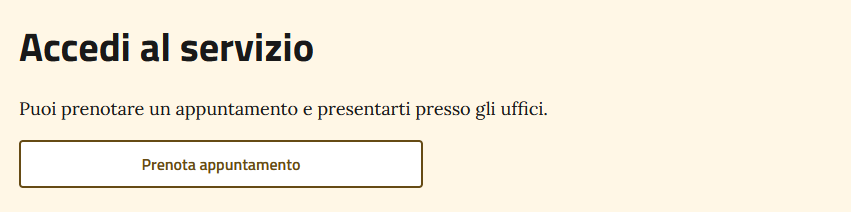 Accedi al servizio
Puoi prenotare un appuntamento e presentarti presso gli uffici.
Prenota appuntamento